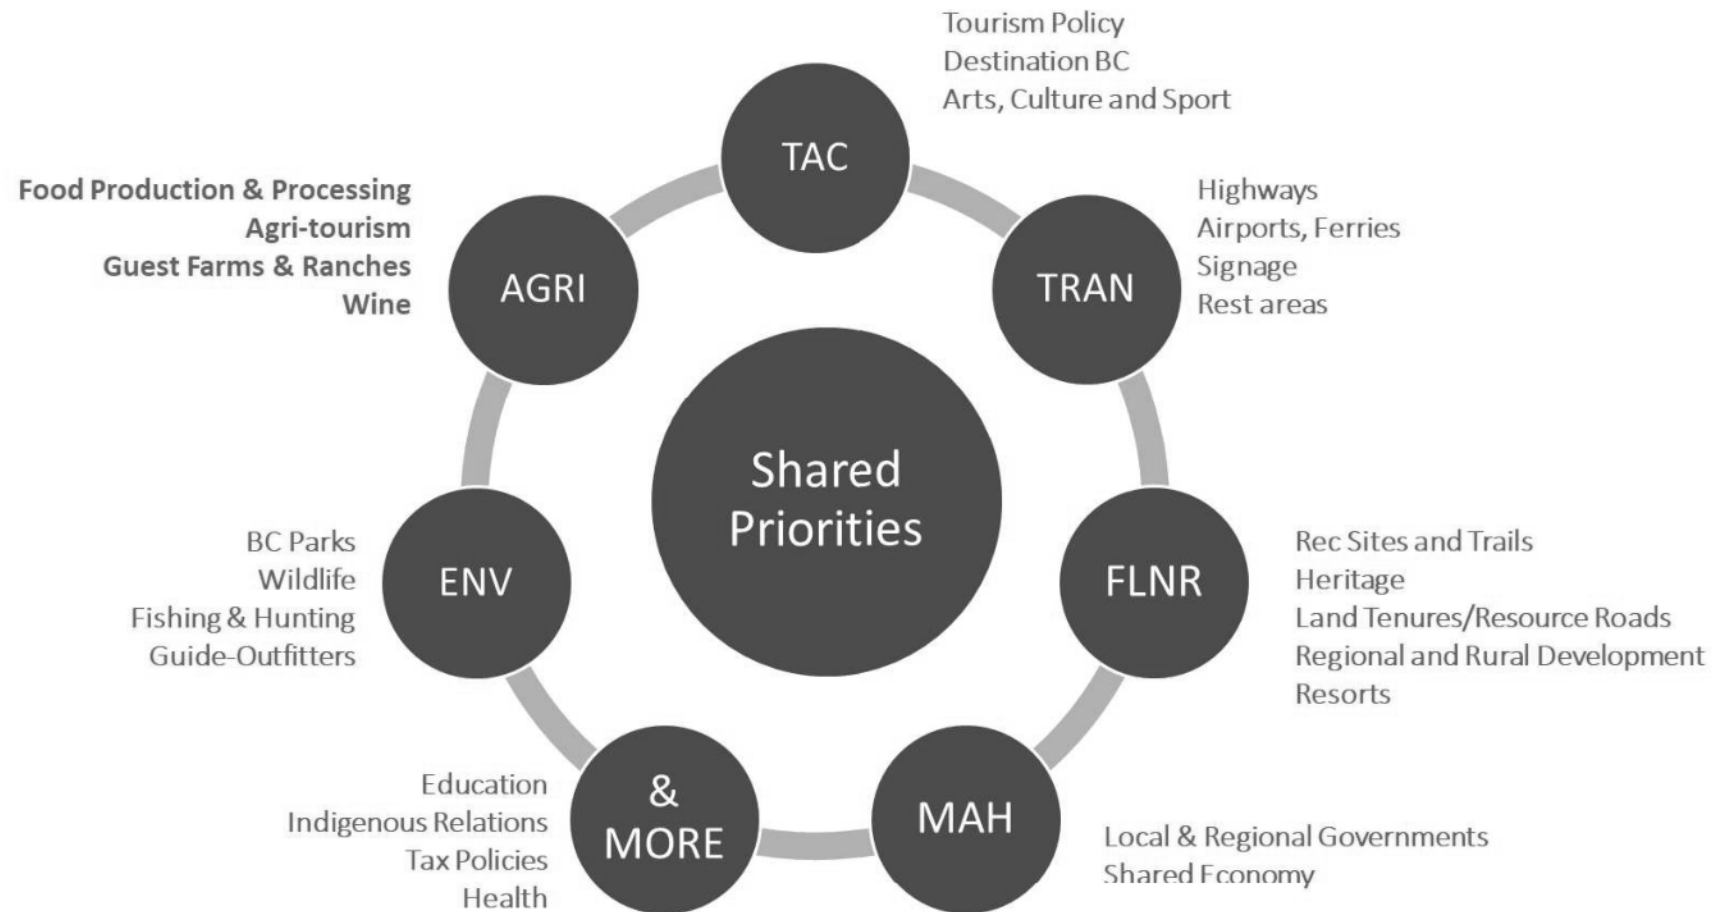 Tourism Policy
Destination BC
Arts, Culture and Sport
TAC
Highways
Airports, Ferries
Signage
Rest areas
TRAN
Rec Sites and Trails
Heritage
Land Tenures/Resource Roads
Regional and Rural Development
Resorts
FLNR
Local & Regional Governments
Shared Economy
MAH
&
MORE
Education
Indigenous Relations
Tax Policies
Health
ENV
BC Parks
Wildlife
Fishing & Hunting
Guide-Outfitters
AGRI
Food Production & Processing
Agri-tourism
Guest Farms & Ranches
Wine
Shared
Priorities